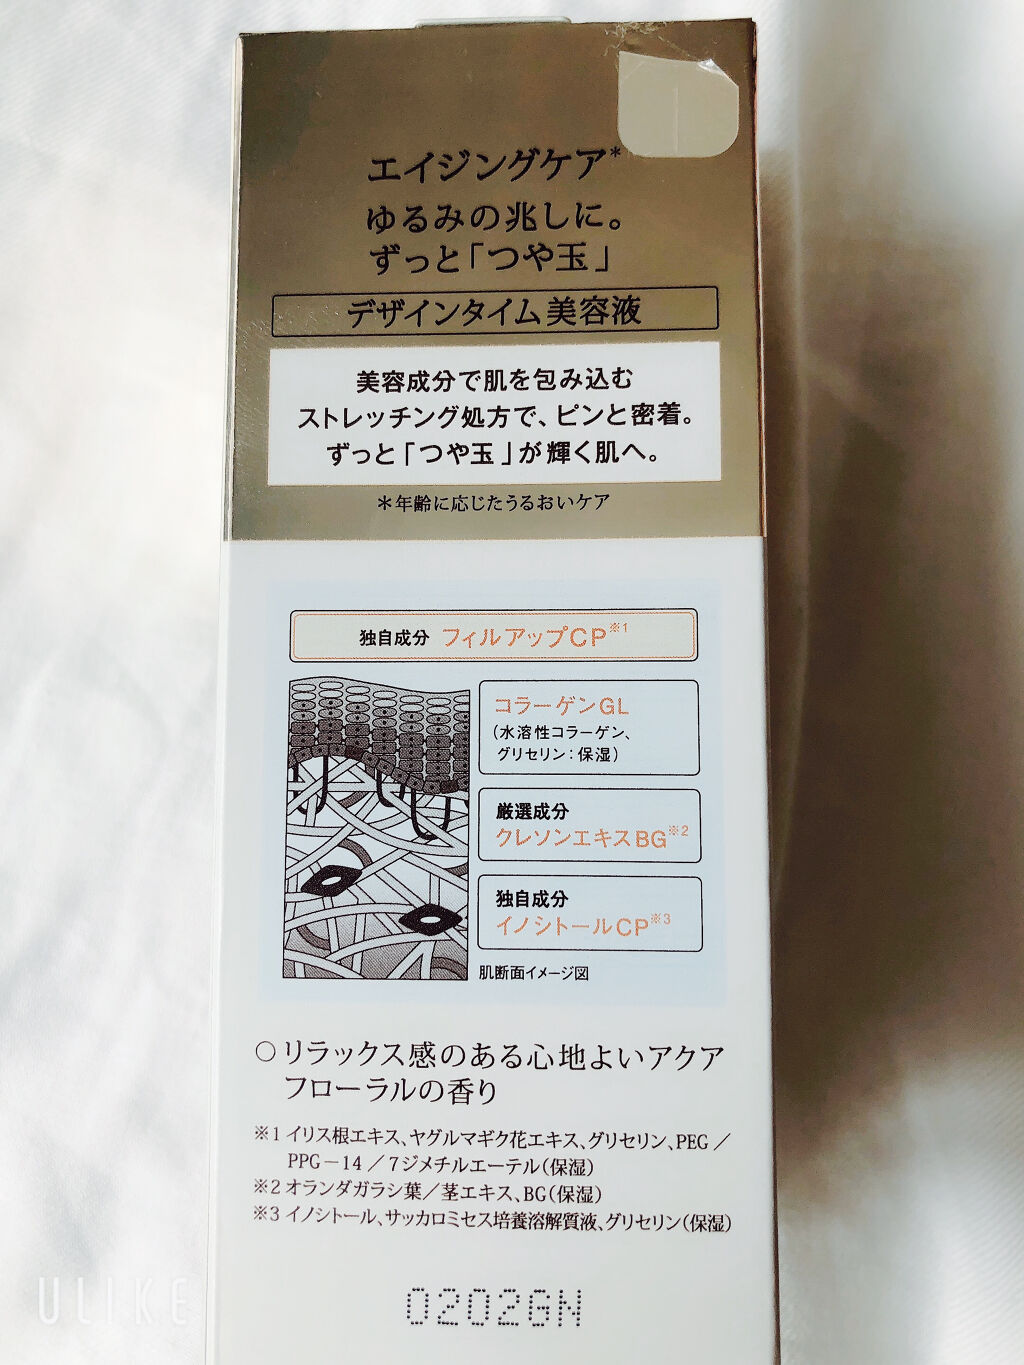 エイジングケア*
ゆるみの兆しに。
ずっと「つや玉」
デザインタイム美容液
美容成分で肌を包み込む
ストレッチング処方で、ピンと密着。
ずっと「つや玉」が輝く肌へ。
*年齢に応じたうるおいケア
独自成分 フィルアップCP※1
コラーゲンGL
(水溶性コラーゲン、
グリセリン:保湿)
厳選成分
クレソンエキスBG※2
独自成分
イノシトールCP※3
肌断面イメージ図
○リラックス感のある心地よいアクア
フローラルの香り
※1 イリス根エキス、ヤグルマギク花エキス、グリセリン、PEG/
PPG-14/7ジメチルエーテル(保湿)
※2 オランダガラシ葉/茎エキス、BG(保湿)
※3 イノシトール、サッカロミセス培養溶解質液、グリセリン(保湿)
0202GN
ULIKE